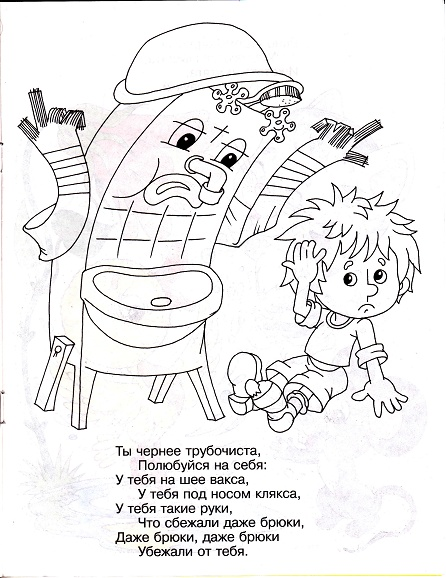 Ты чернее трубочиста,
Полюбуйся на себя:
У тебя на шее вакса,
У тебя под носом клякса,
У тебя такие руки,
Что сбежали даже брюки,
Даже брюки, даже брюки
Убежали от тебя.